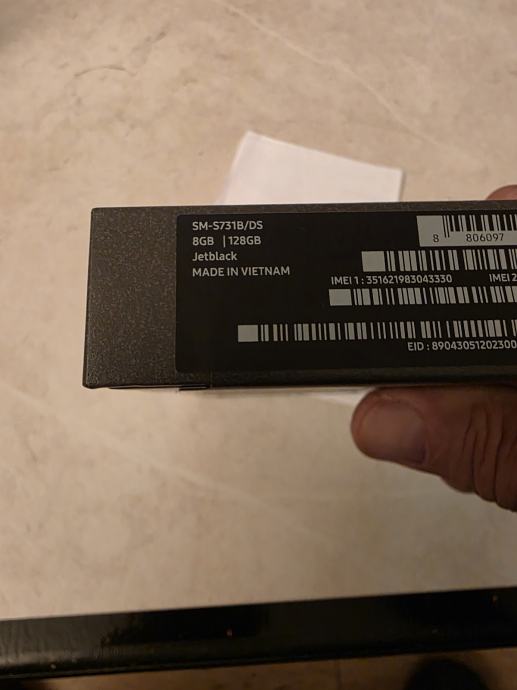 SM-S731B/DS
8GB | 128GB
Jetblack
MADE IN VIETNAM
8 806097
IMEI 1 : 351621983043330 IMEI 2
EID : 89043051202300